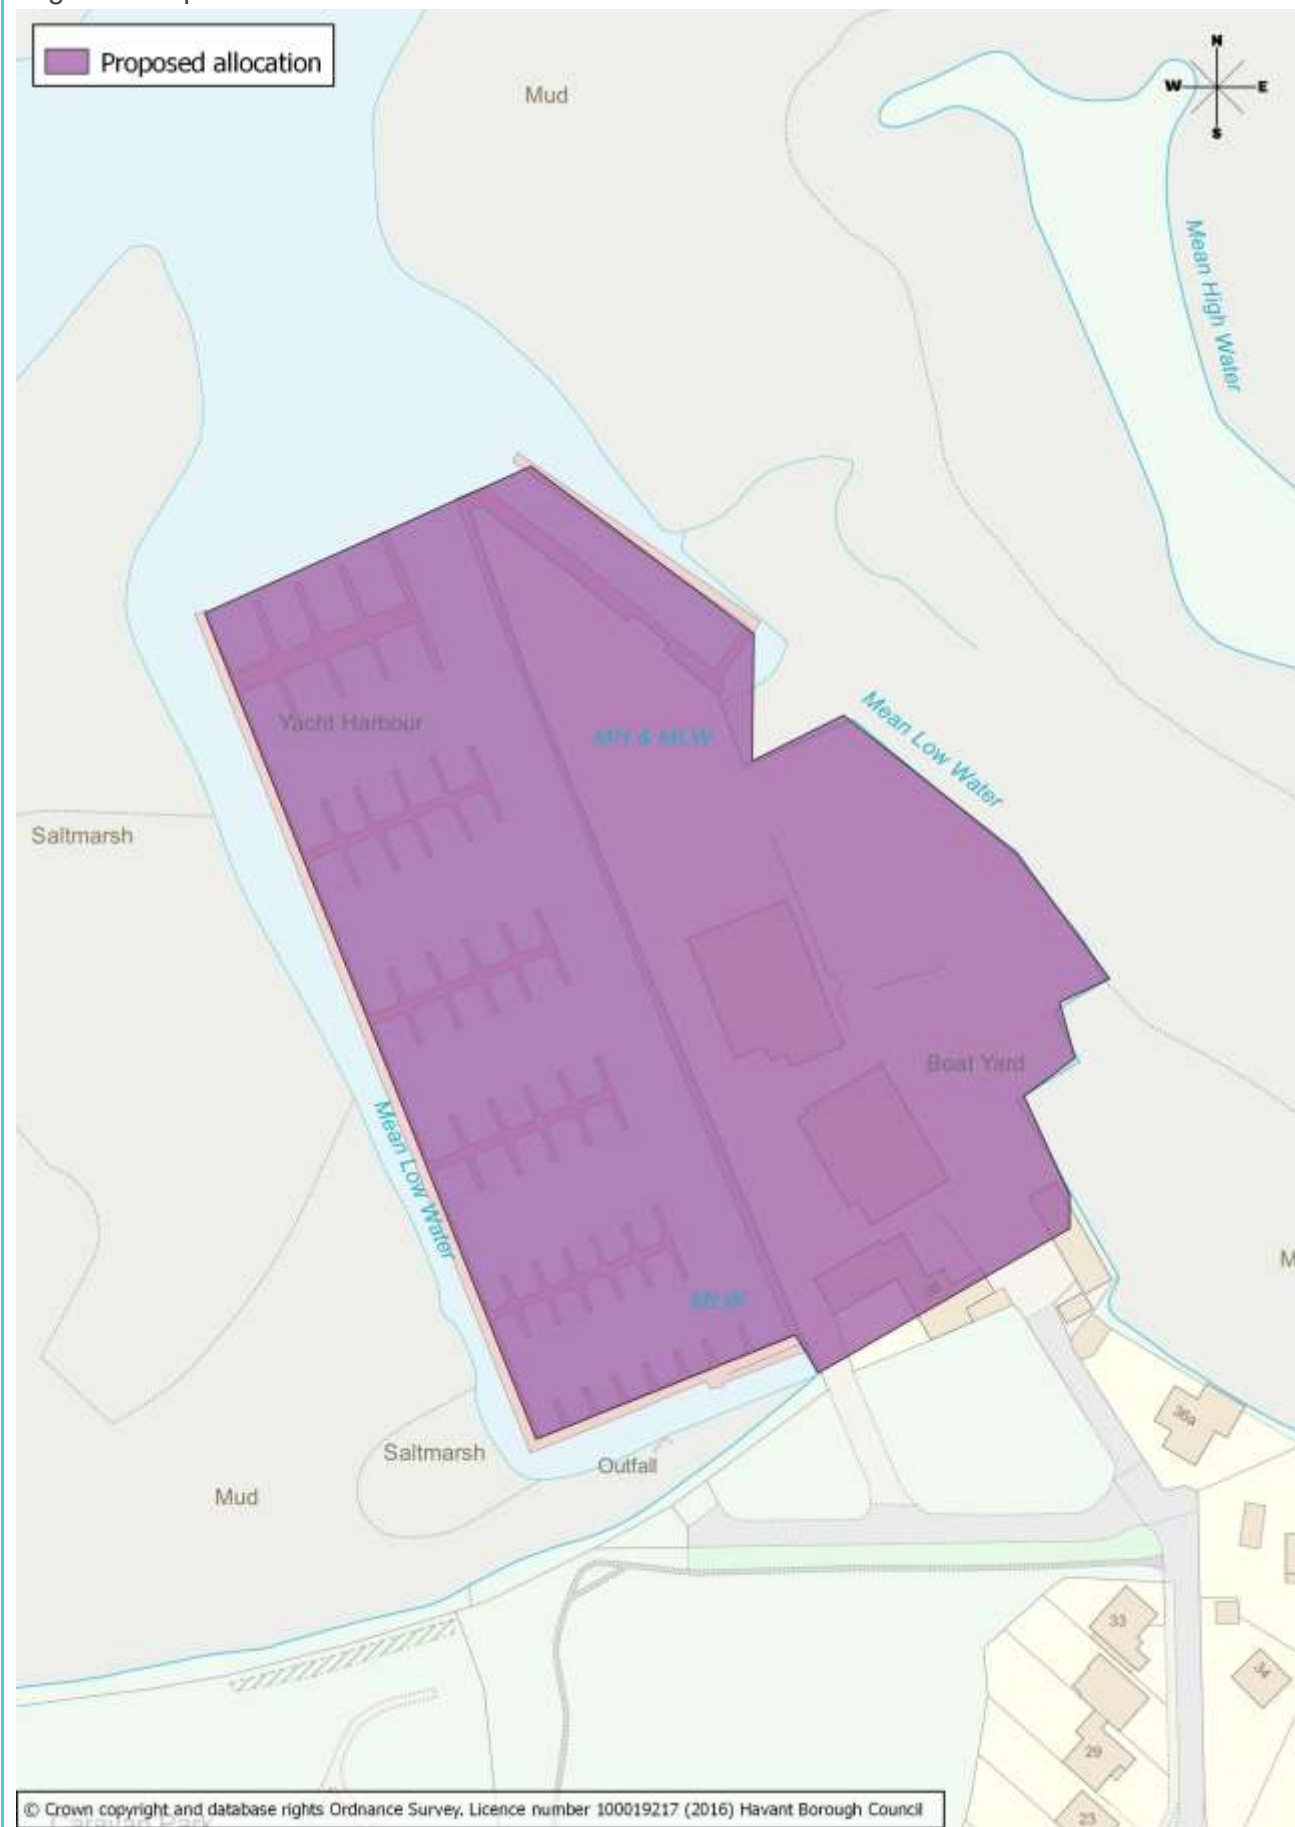 Proposed allocation
N
W E
S
Mud
Mean High Water
Yacht Harbour
MH & MLW
Mean Low Water
Saltmarsh
Boat Yard
Mean Low Water
MLW
36a
Saltmarsh
Outfall
Mud
33
34
29
23
© Crown copyright and database rights Ordnance Survey. Licence number 100019217 (2016) Havant Borough Council
Caravan Park